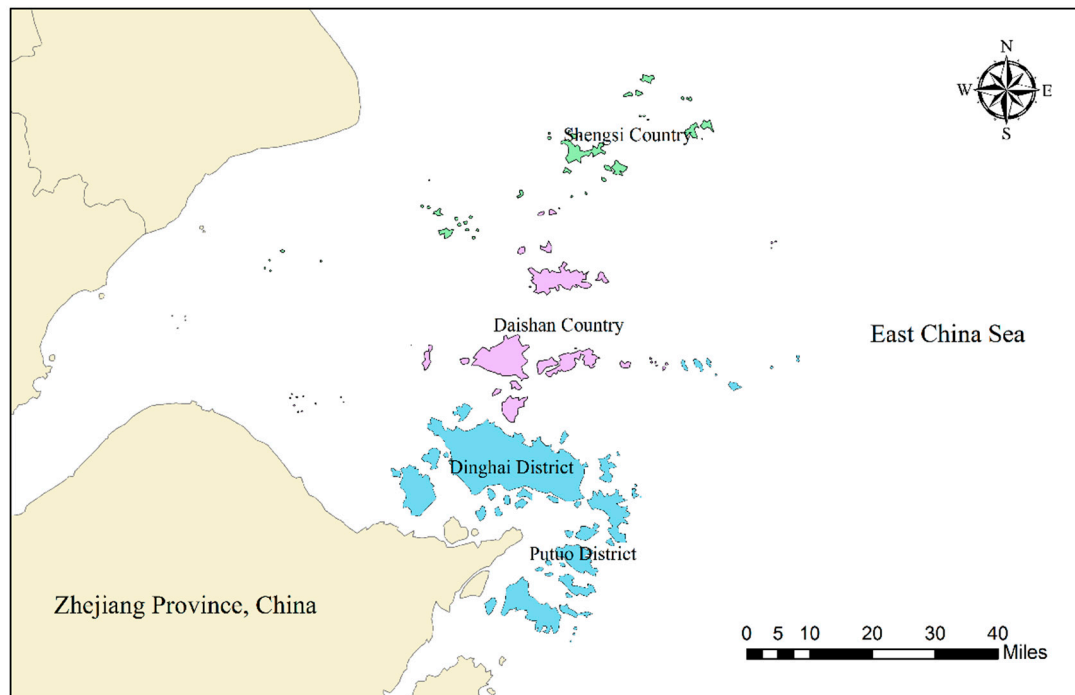 N
W E
S
Shengsi Country
Daishan Country
East China Sea
Dinghai District
Putuo District
Zhejiang Province, China
0 5 10 20 30 40
Miles